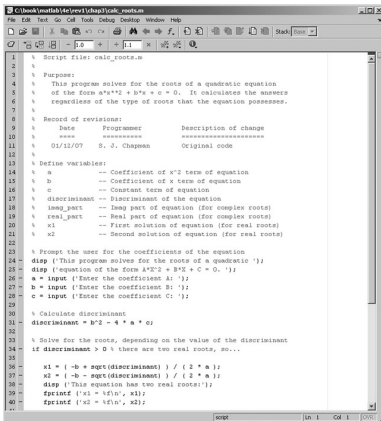 C:\book\matlab\4e\rev1\chap3\calc_roots.m
File Edit Text Go Cell Tools Debug Desktop Window Help
Stack: Base
- 1.0 + ÷ 1.1 ×
1 % Script file: calc_roots.m
2 %
3 % Purpose:
4 % This program solves for the roots of a quadratic equation
5 % of the form a*x**2 + b*x + c = 0. It calculates the answers
6 % regardless of the type of roots that the equation possesses.
7 %
8 % Record of revisions:
9 % Date Programmer Description of change
10 % ==== ========== =====================
11 % 01/12/07 S. J. Chapman Original code
12 %
13 % Define variables:
14 % a -- Coefficient of x^2 term of equation
15 % b -- Coefficient of x term of equation
16 % c -- Constant term of equation
17 % discriminant -- Discriminant of the equation
18 % imag_part -- Imag part of equation (for complex roots)
19 % real_part -- Real part of equation (for complex roots)
20 % x1 -- First solution of equation (for real roots)
21 % x2 -- Second solution of equation (for real roots)
22
23 % Prompt the user for the coefficients of the equation
24 - disp ('This program solves for the roots of a quadratic ');
25 - disp ('equation of the form A*X^2 + B*X + C = 0. ');
26 - a = input ('Enter the coefficient A: ');
27 - b = input ('Enter the coefficient B: ');
28 - c = input ('Enter the coefficient C: ');
29
30 % Calculate discriminant
31 - discriminant = b^2 - 4 * a * c;
32
33 % Solve for the roots, depending on the value of the discriminant
34 - if discriminant > 0 % there are two real roots, so...
35
36 - x1 = ( -b + sqrt(discriminant) ) / ( 2 * a );
37 - x2 = ( -b - sqrt(discriminant) ) / ( 2 * a );
38 - disp ('This equation has two real roots:');
39 - fprintf ('x1 = %f\n', x1);
40 - fprintf ('x2 = %f\n', x2);
script Ln 1 Col 1 OVR